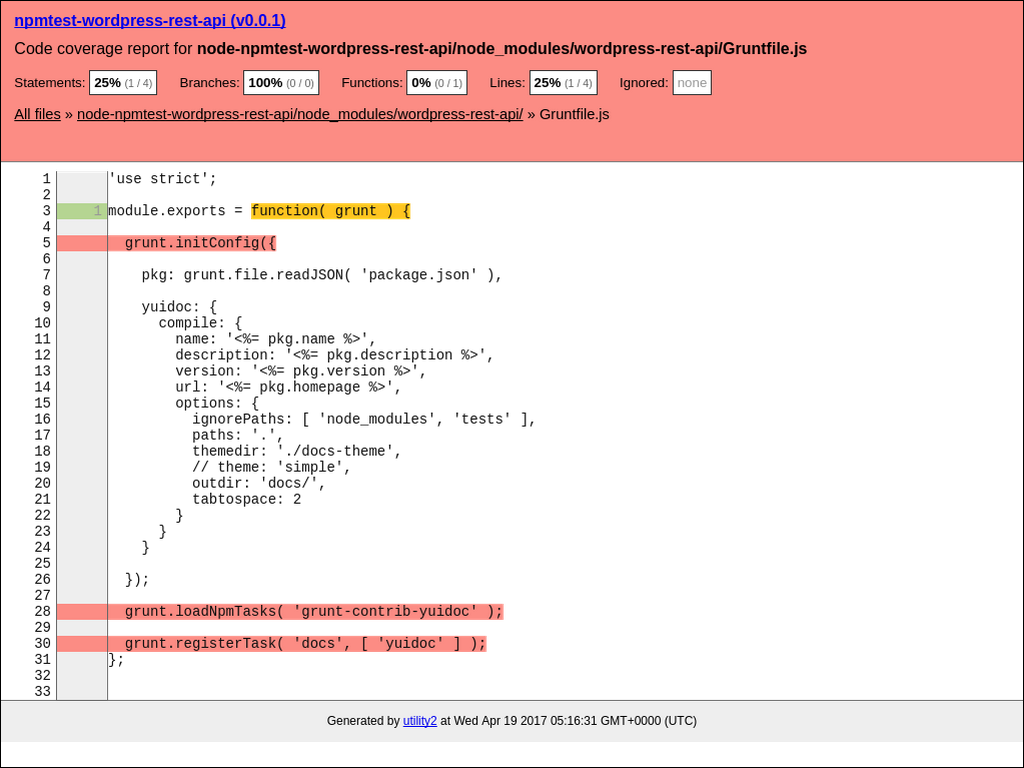 npmtest-wordpress-rest-api (v0.0.1)
Code coverage report for node-npmtest-wordpress-rest-api/node_modules/wordpress-rest-api/Gruntfile.js
Statements: 25% (1 / 4) Branches: 100% (0 / 0) Functions: 0% (0 / 1) Lines: 25% (1 / 4) Ignored: none
All files » node-npmtest-wordpress-rest-api/node_modules/wordpress-rest-api/ » Gruntfile.js
1 'use strict';
2
3 1 module.exports = function( grunt ) {
4
5   grunt.initConfig({
6
7     pkg: grunt.file.readJSON( 'package.json' ),
8
9     yuidoc: {
10       compile: {
11         name: '<%= pkg.name %>',
12         description: '<%= pkg.description %>',
13         version: '<%= pkg.version %>',
14         url: '<%= pkg.homepage %>',
15         options: {
16           ignorePaths: [ 'node_modules', 'tests' ],
17           paths: '.',
18           themedir: './docs-theme',
19           // theme: 'simple',
20           outdir: 'docs/',
21           tabtospace: 2
22         }
23       }
24     }
25
26   });
27
28   grunt.loadNpmTasks( 'grunt-contrib-yuidoc' );
29
30   grunt.registerTask( 'docs', [ 'yuidoc' ] );
31 };
32
33
Generated by utility2 at Wed Apr 19 2017 05:16:31 GMT+0000 (UTC)